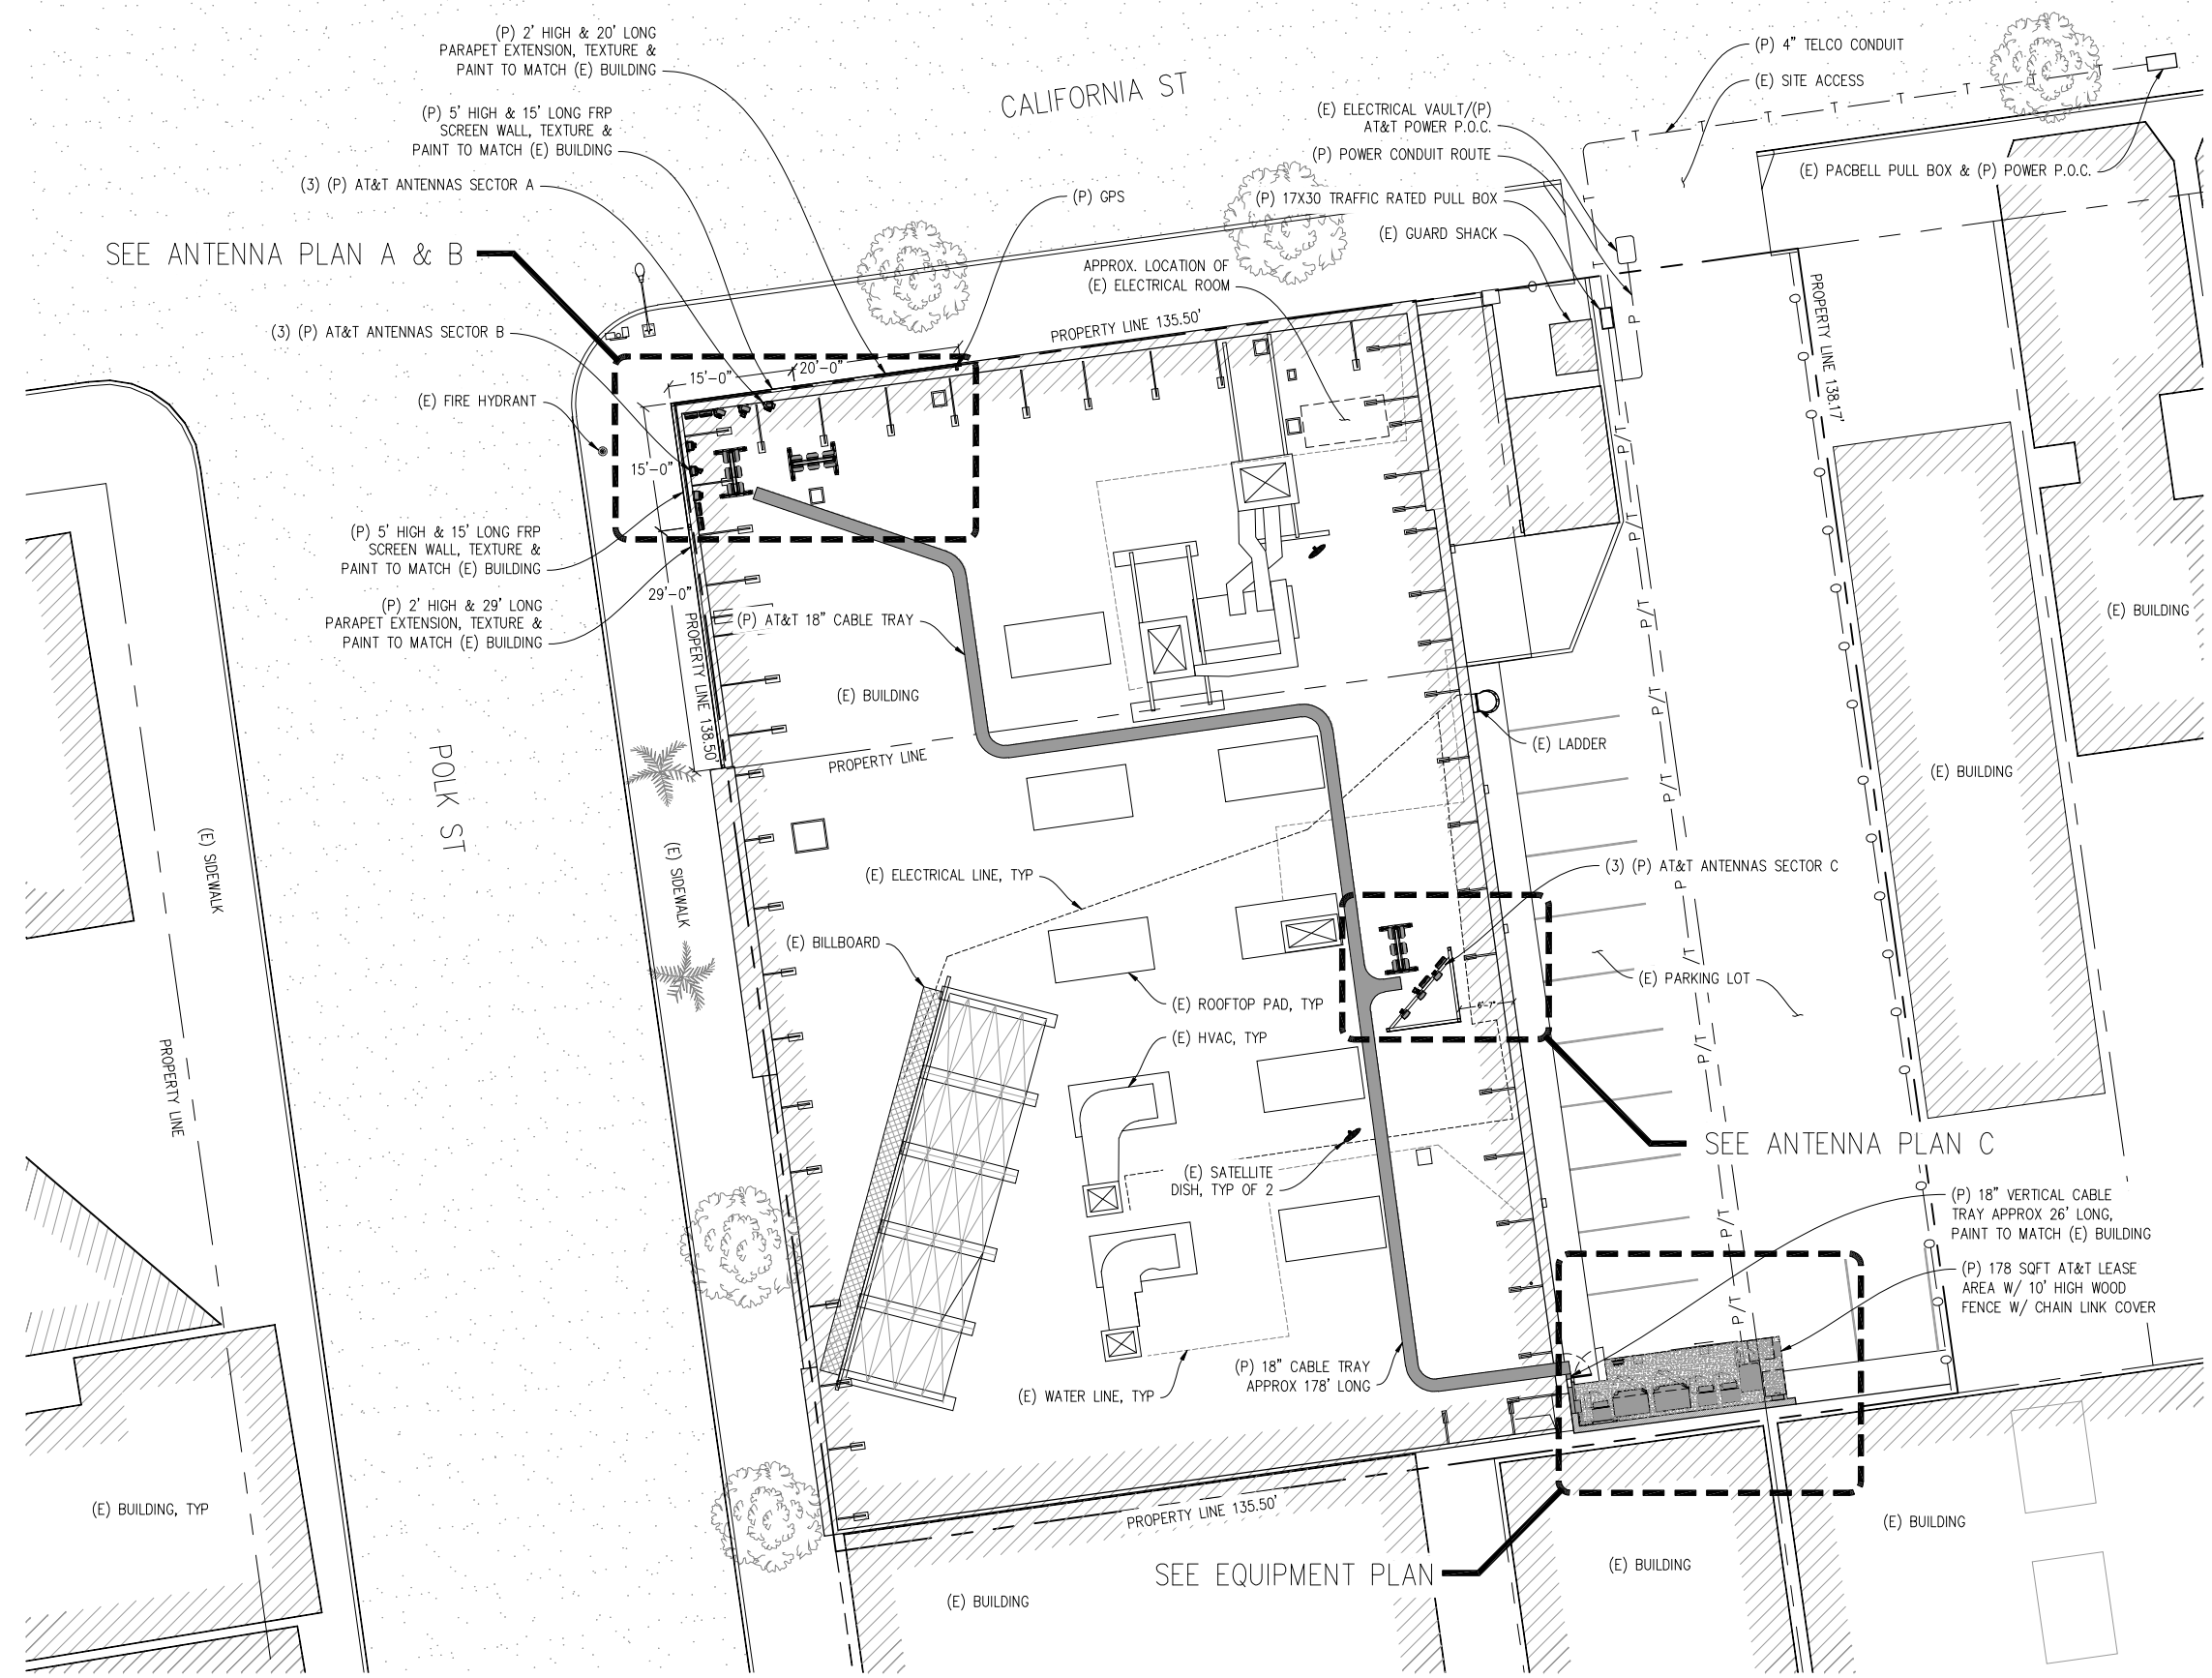 (P) 2' HIGH & 20' LONG
PARAPET EXTENSION, TEXTURE &
PAINT TO MATCH (E) BUILDING
(P) 5' HIGH & 15' LONG FRP
SCREEN WALL, TEXTURE &
PAINT TO MATCH (E) BUILDING
(3) (P) AT&T ANTENNAS SECTOR A
SEE ANTENNA PLAN A & B
(3) (P) AT&T ANTENNAS SECTOR B
(E) FIRE HYDRANT
(P) 5' HIGH & 15' LONG FRP
SCREEN WALL, TEXTURE &
PAINT TO MATCH (E) BUILDING
(P) 2' HIGH & 29' LONG
PARAPET EXTENSION, TEXTURE &
PAINT TO MATCH (E) BUILDING
CALIFORNIA ST
(P) GPS
APPROX. LOCATION OF
(E) ELECTRICAL ROOM
PROPERTY LINE 135.50'
15'-0"
20'-0"
15'-0"
29'-0"
PROPERTY LINE 138.50'
(P) 4" TELCO CONDUIT
(E) SITE ACCESS
(E) ELECTRICAL VAULT/(P)
AT&T POWER P.O.C.
(P) POWER CONDUIT ROUTE
(P) 17X30 TRAFFIC RATED PULL BOX
(E) GUARD SHACK
(E) PACBELL PULL BOX & (P) POWER P.O.C.
T
T
T
T
T
T
T
T
T
P
P
PROPERTY LINE 138.17'
P/T
P/T
P/T
P/T
P/T
P/T
P/T
P/T
P
/T
P/T
P/T
P/T
P/T
P/T
(P) AT&T 18" CABLE TRAY
(E) BUILDING
PROPERTY LINE
(E) LADDER
(E) BUILDING
(E) BUILDING
POLK ST
(E) SIDEWALK
(E) SIDEWALK
PROPERTY LINE
(E) ELECTRICAL LINE, TYP
(E) BILLBOARD
(E) ROOFTOP PAD, TYP
(E) HVAC, TYP
(3) (P) AT&T ANTENNAS SECTOR C
6'-7"
(E) PARKING LOT
SEE ANTENNA PLAN C
(E) SATELLITE
DISH, TYP OF 2
(P) 18" VERTICAL CABLE
TRAY APPROX 26' LONG,
PAINT TO MATCH (E) BUILDING
(P) 178 SQFT AT&T LEASE
AREA W/ 10' HIGH WOOD
FENCE W/ CHAIN LINK COVER
(E) WATER LINE, TYP
(P) 18" CABLE TRAY
APPROX 178' LONG
PROPERTY LINE 135.50'
SEE EQUIPMENT PLAN
(E) BUILDING, TYP
(E) BUILDING
(E) BUILDING
(E) BUILDING